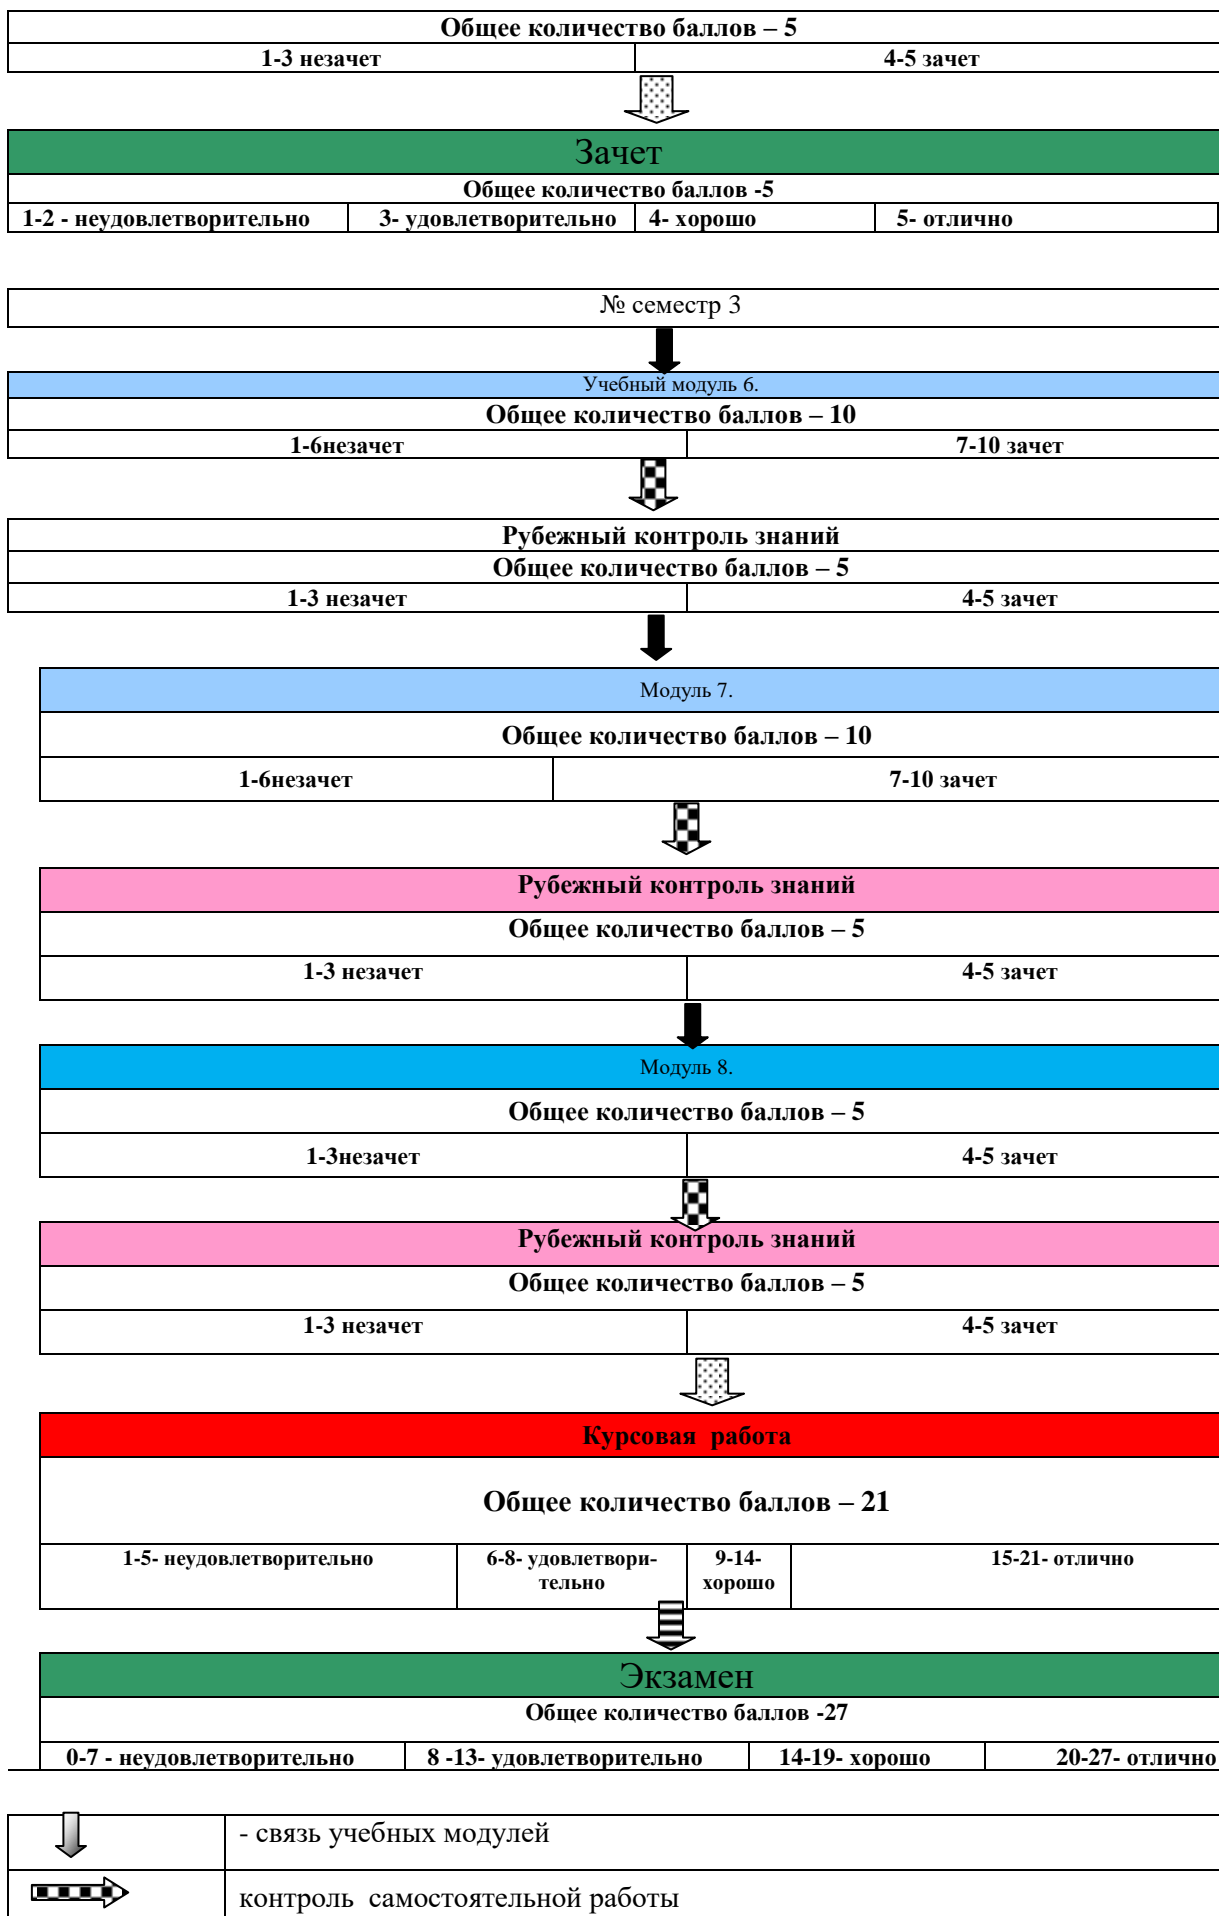 Общее количество баллов – 5
1-3 незачет 4-5 зачет
Зачет
Общее количество баллов -5
1-2 - неудовлетворительно 3- удовлетворительно 4- хорошо 5- отлично
№ семестр 3
Учебный модуль 6.
Общее количество баллов – 10
1-6незачет 7-10 зачет
Рубежный контроль знаний
Общее количество баллов – 5
1-3 незачет 4-5 зачет
Модуль 7.
Общее количество баллов – 10
1-6незачет 7-10 зачет
Рубежный контроль знаний
Общее количество баллов – 5
1-3 незачет 4-5 зачет
Модуль 8.
Общее количество баллов – 5
1-3незачет 4-5 зачет
Рубежный контроль знаний
Общее количество баллов – 5
1-3 незачет 4-5 зачет
Курсовая работа
Общее количество баллов – 21
1-5- неудовлетворительно 6-8- удовлетвори- 9-14- 15-21- отлично
тельно хорошо
Экзамен
Общее количество баллов -27
0-7 - неудовлетворительно 8 -13- удовлетворительно 14-19- хорошо 20-27- отлично
- связь учебных модулей
контроль самостоятельной работы